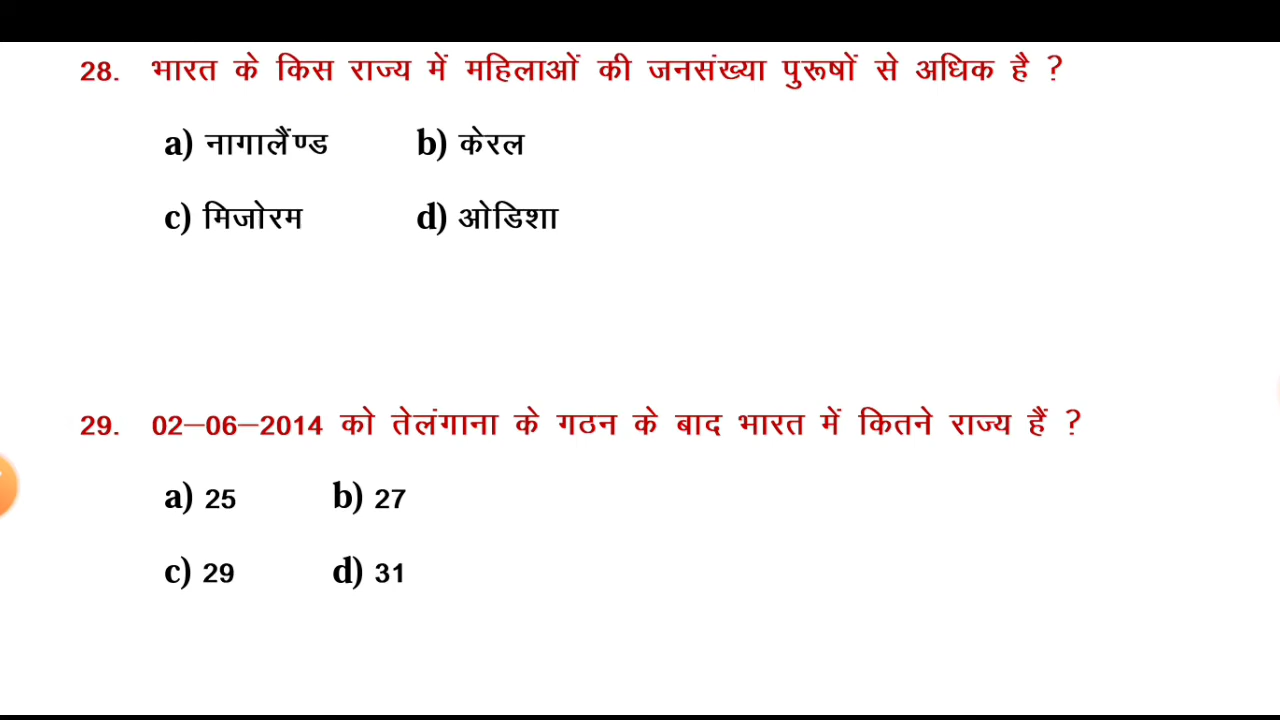 28. भारत के किस राज्य में महिलाओं की जनसंख्या पुरूषों से अधिक है ?
a) नागालैंण्ड b) केरल
c) मिजोरम d) ओडिशा
29. 02–06–2014 को तेलंगाना के गठन के बाद भारत में कितने राज्य हैं ?
a) 25 b) 27
c) 29 d) 31